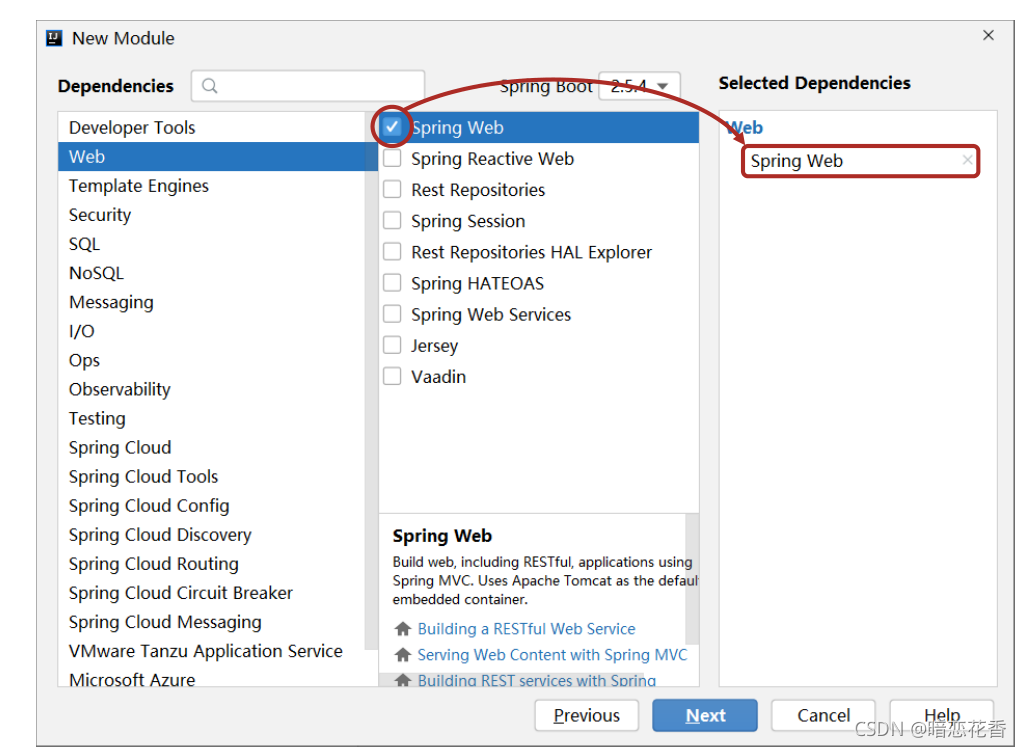 New Module
Dependencies
Spring Boot 2.5.4
Selected Dependencies
Developer Tools
Web
Template Engines
Security
SQL
NoSQL
Messaging
I/O
Ops
Observability
Testing
Spring Cloud
Spring Cloud Tools
Spring Cloud Config
Spring Cloud Discovery
Spring Cloud Routing
Spring Cloud Circuit Breaker
Spring Cloud Messaging
VMware Tanzu Application Service
Microsoft Azure
Spring Web
Spring Reactive Web
Rest Repositories
Spring Session
Rest Repositories HAL Explorer
Spring HATEOAS
Spring Web Services
Jersey
Vaadin
Spring Web
Build web, including RESTful, applications using
Spring MVC. Uses Apache Tomcat as the defaul
embedded container.
Building a RESTful Web Service
Serving Web Content with Spring MVC
Building REST services with Spring
Web
Spring Web
Previous
Next
Cancel
Help
CSDN @暗恋花香